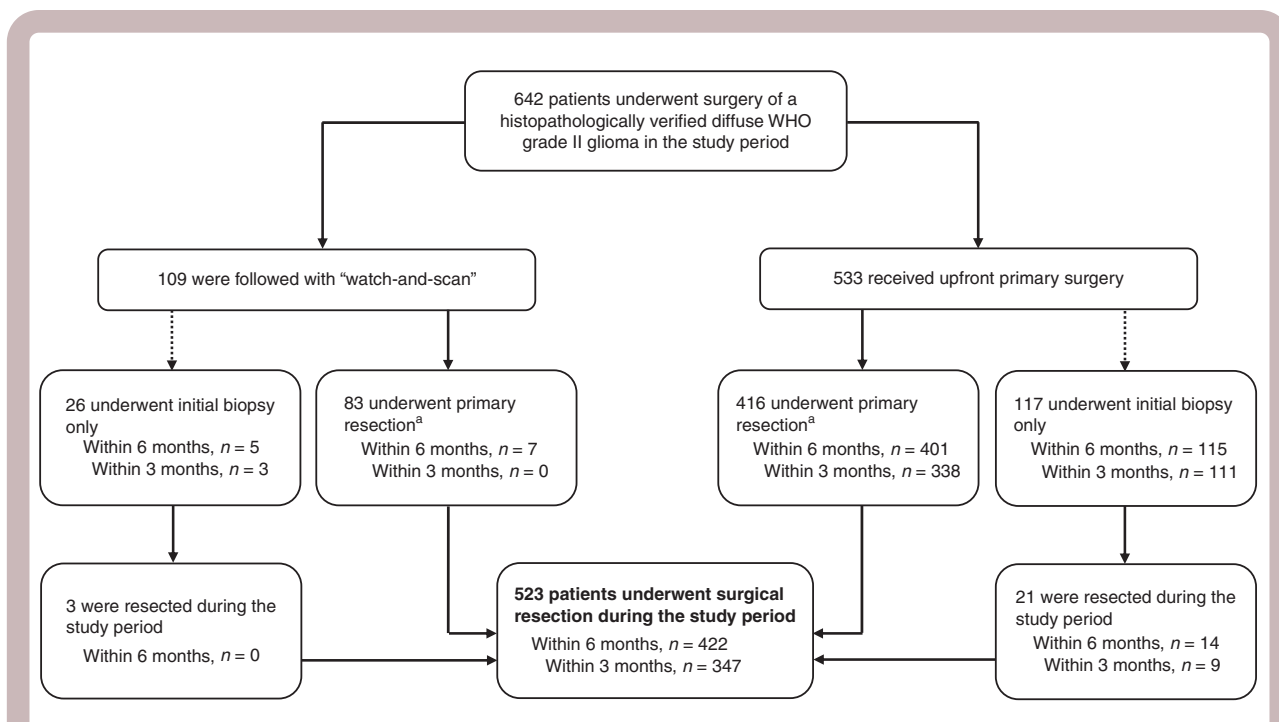 642 patients underwent surgery of a
histopathologically verified diffuse WHO
grade II glioma in the study period
109 were followed with “watch-and-scan”
533 received upfront primary surgery
26 underwent initial biopsy
only
Within 6 months, n = 5
Within 3 months, n = 3
83 underwent primary
resectionᵃ
Within 6 months, n = 7
Within 3 months, n = 0
416 underwent primary
resectionᵃ
Within 6 months, n = 401
Within 3 months, n = 338
117 underwent initial biopsy
only
Within 6 months, n = 115
Within 3 months, n = 111
3 were resected during the
study period
Within 6 months, n = 0
523 patients underwent surgical
resection during the study period
Within 6 months, n = 422
Within 3 months, n = 347
21 were resected during the
study period
Within 6 months, n = 14
Within 3 months, n = 9